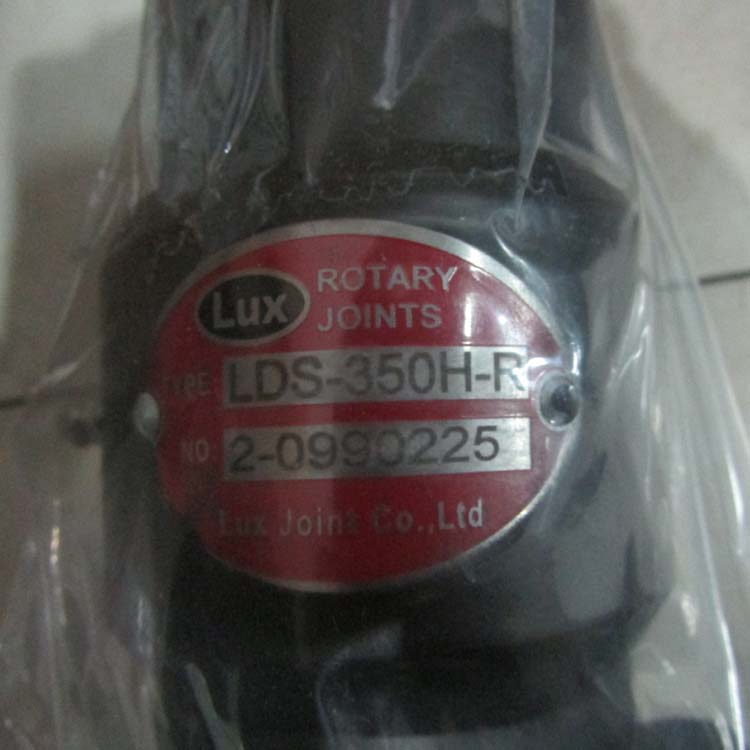 Lux ROTARY
JOINTS
TYPE: LDS-350H-R
NO 2-0990225
Lux Joint Co.,Ltd